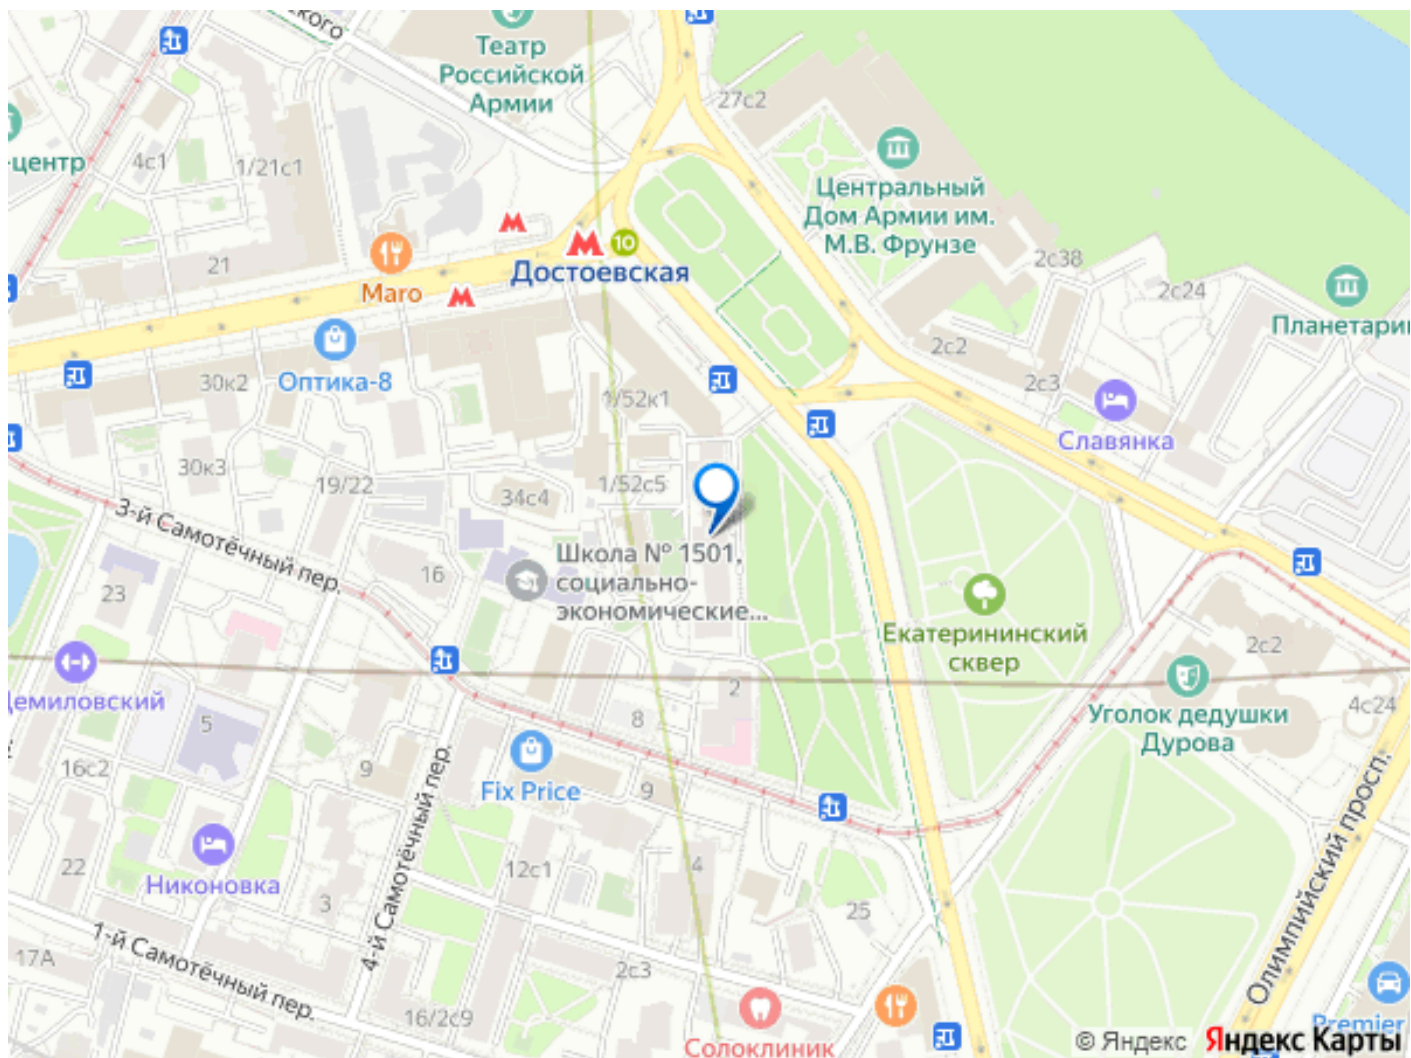 ского
Театр
Российской
Армии
27с2
-центр
4с1
1/21с1
Центральный
Дом Армии им.
М.В. Фрунзе
10
Достоевская
21
Maro
2с38
2с24
Планетари
2с2
2с3
Оптика-8
30к2
1/52к1
Славянка
30к3
19/22
34с4
1/52с5
3-й Самотёчный пер.
Школа № 1501,
социально-
экономические...
16
23
Екатерининский
сквер
2с2
Демиловский
2
4с24
Уголок дедушки
Дурова
5
8
16с2
9
Fix Price
9
4-й Самотёчный пер.
Олимпийский просп.
22
Никоновка
12с1
4
3
25
1-й Самотёчный пер.
17А
2с3
16/2с9
Солоклиник
Premier
© Яндекс Яндекс Карты